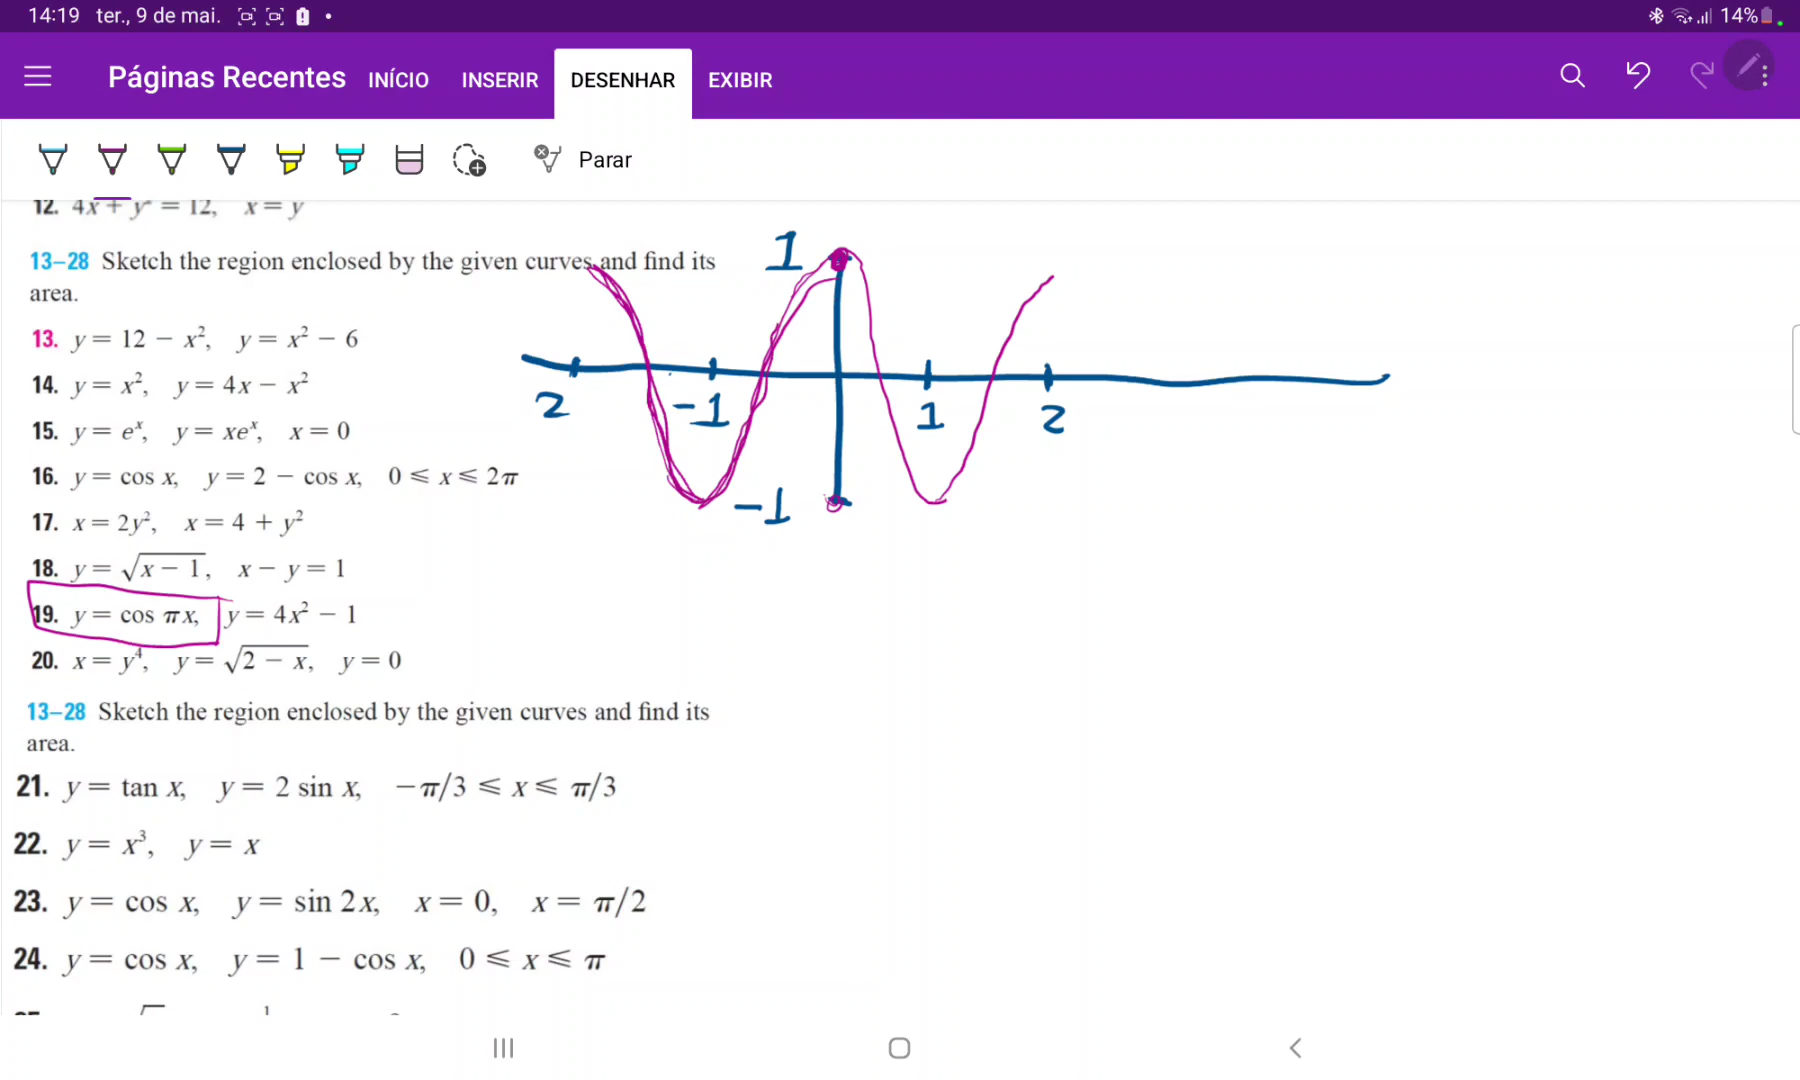 14:19 ter., 9 de mai. 14%
Páginas Recentes INÍCIO INSERIR DESENHAR EXIBIR
Parar
12. 4x + y² = 12, x = y
13–28 Sketch the region enclosed by the given curves and find its
area.
13. y = 12 − x², y = x² − 6
14. y = x², y = 4x − x²
15. y = eˣ, y = xeˣ, x = 0
16. y = cos x, y = 2 − cos x, 0 ⩽ x ⩽ 2π
17. x = 2y², x = 4 + y²
18. y = √(x − 1), x − y = 1
19. y = cos πx, y = 4x² − 1
20. x = y⁴, y = √(2 − x), y = 0
1
2 -1 1 2
-1
13–28 Sketch the region enclosed by the given curves and find its
area.
21. y = tan x, y = 2 sin x, −π/3 ⩽ x ⩽ π/3
22. y = x³, y = x
23. y = cos x, y = sin 2x, x = 0, x = π/2
24. y = cos x, y = 1 − cos x, 0 ⩽ x ⩽ π